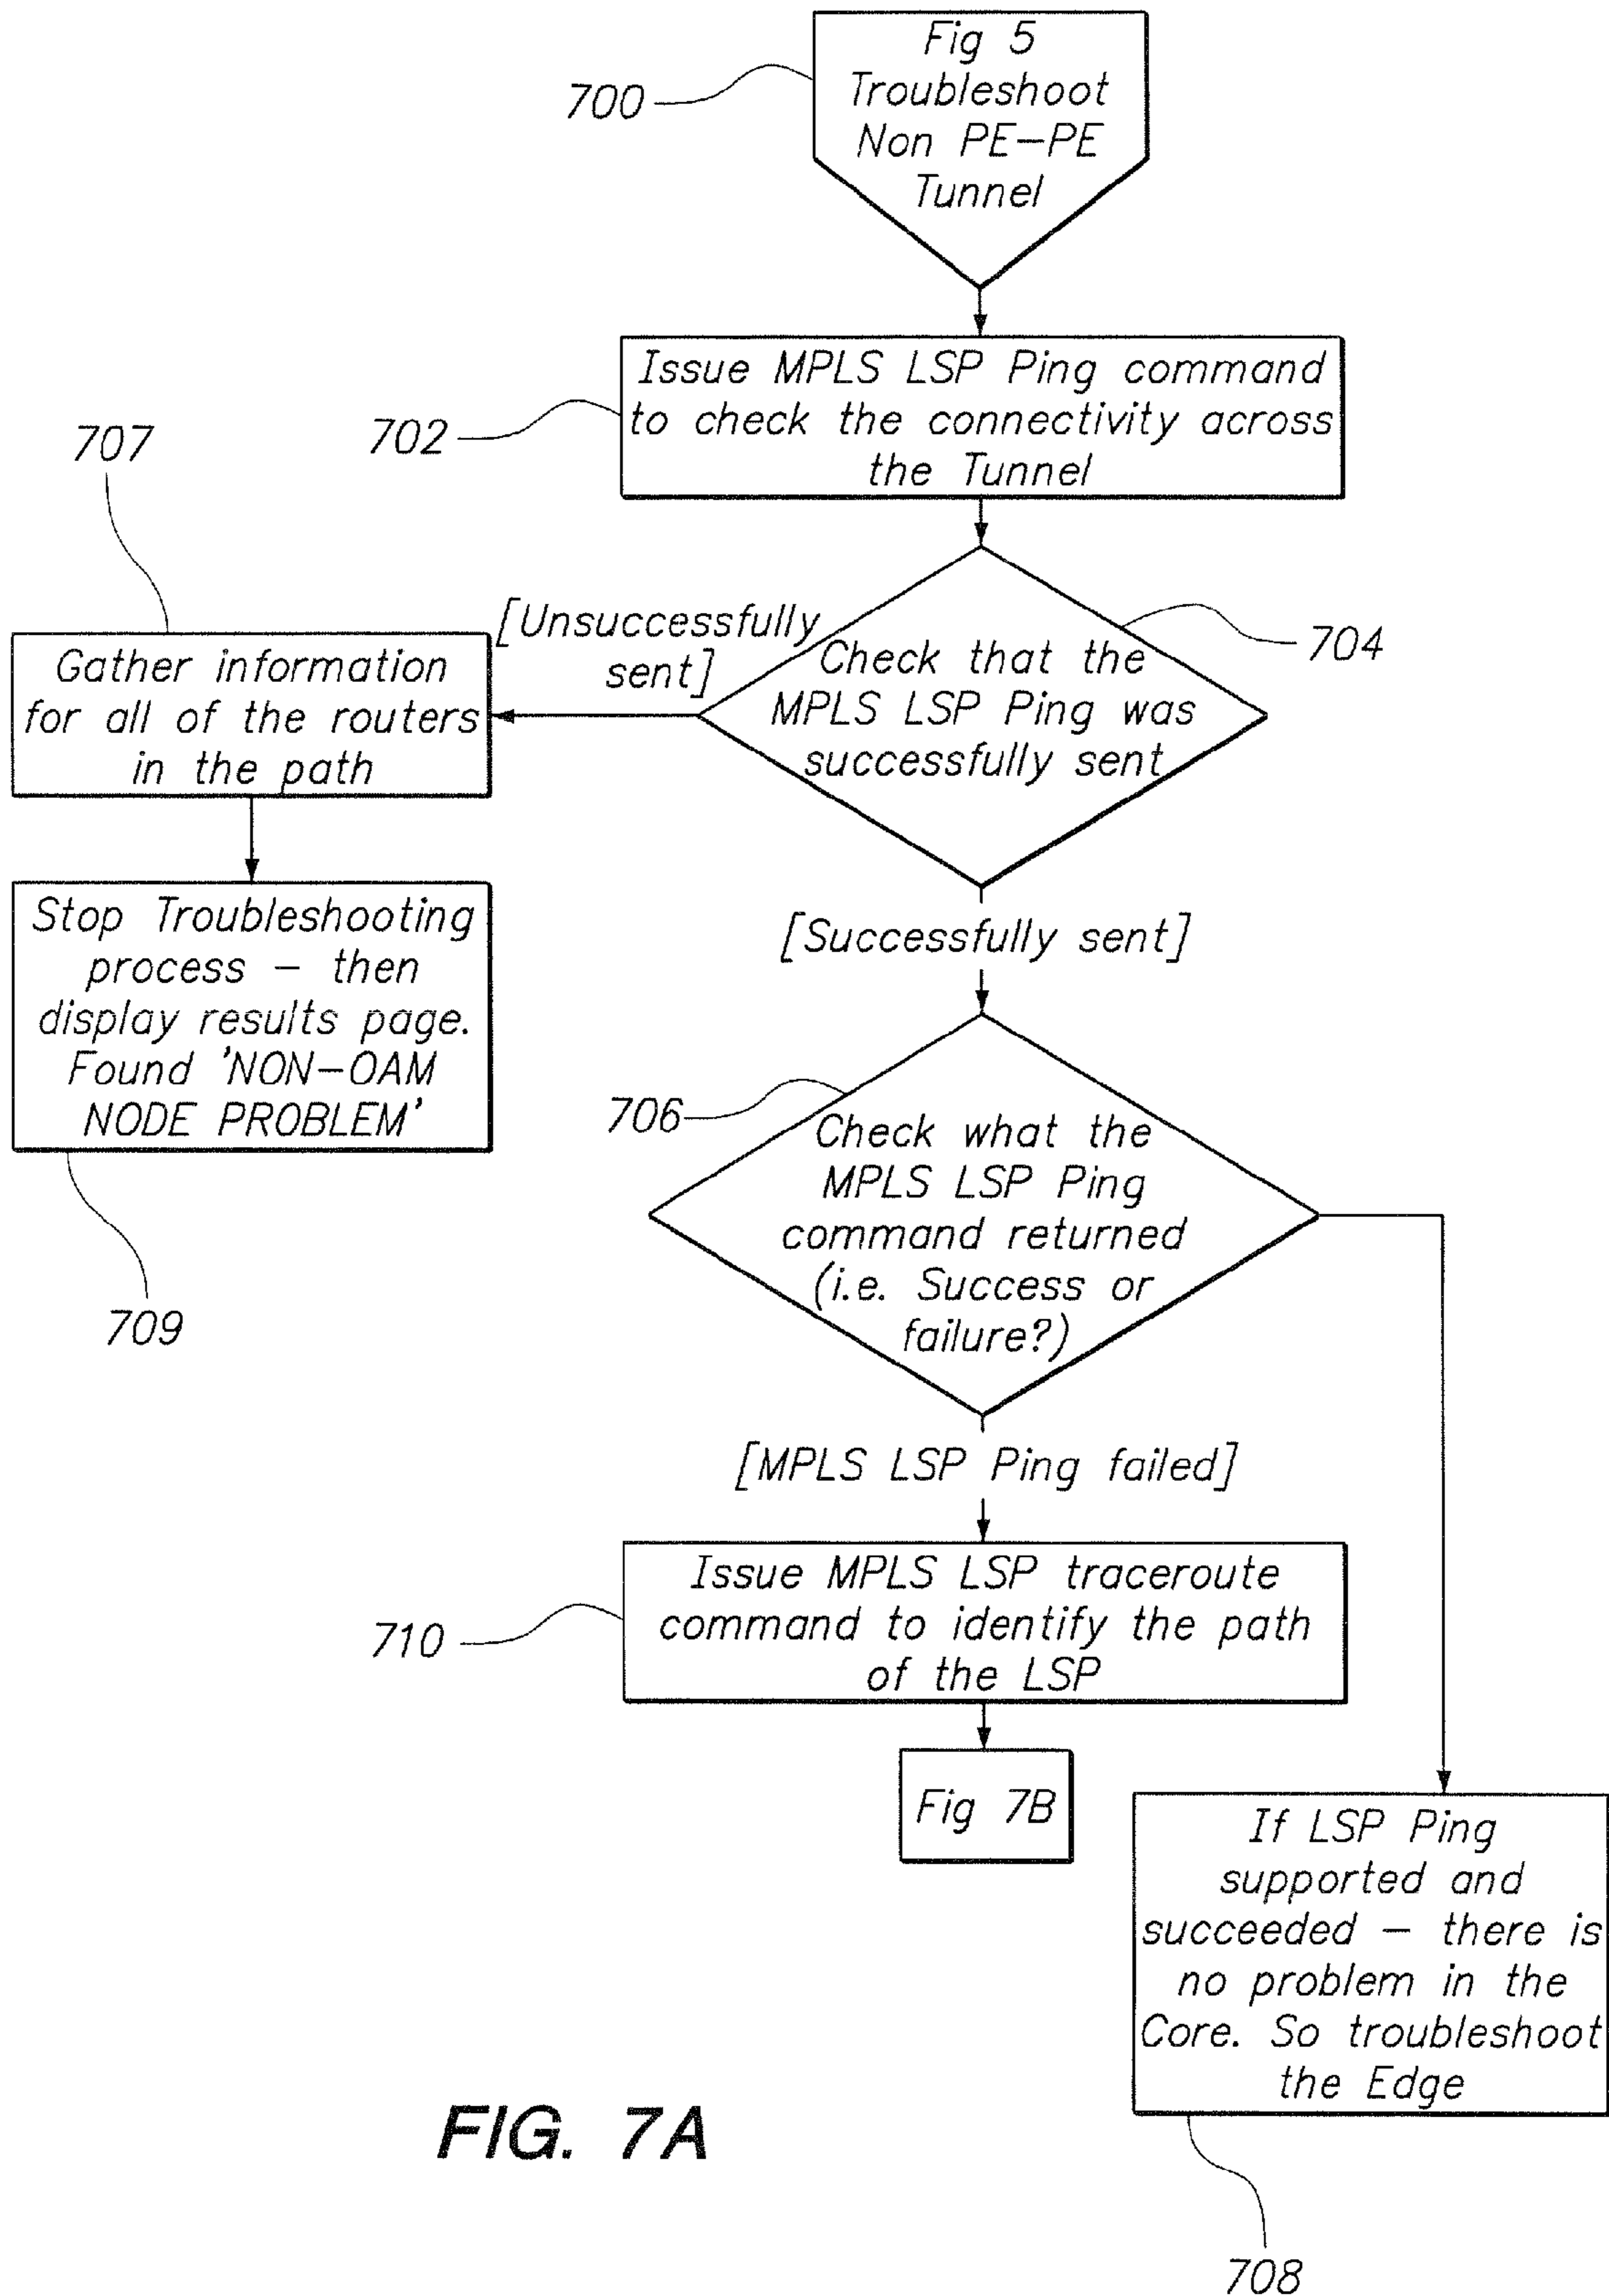 Fig 5
Troubleshoot
Non PE-PE
Tunnel
700
Issue MPLS LSP Ping command
to check the connectivity across
the Tunnel
702
707
[Unsuccessfully
sent]
704
Check that the
MPLS LSP Ping was
successfully sent
Gather information
for all of the routers
in the path
Stop Troubleshooting
process – then
display results page.
Found 'NON-OAM
NODE PROBLEM'
709
[Successfully sent]
706
Check what the
MPLS LSP Ping
command returned
(i.e. Success or
failure?)
[MPLS LSP Ping failed]
Issue MPLS LSP traceroute
command to identify the path
of the LSP
710
Fig 7B
If LSP Ping
supported and
succeeded – there is
no problem in the
Core. So troubleshoot
the Edge
708
FIG. 7A